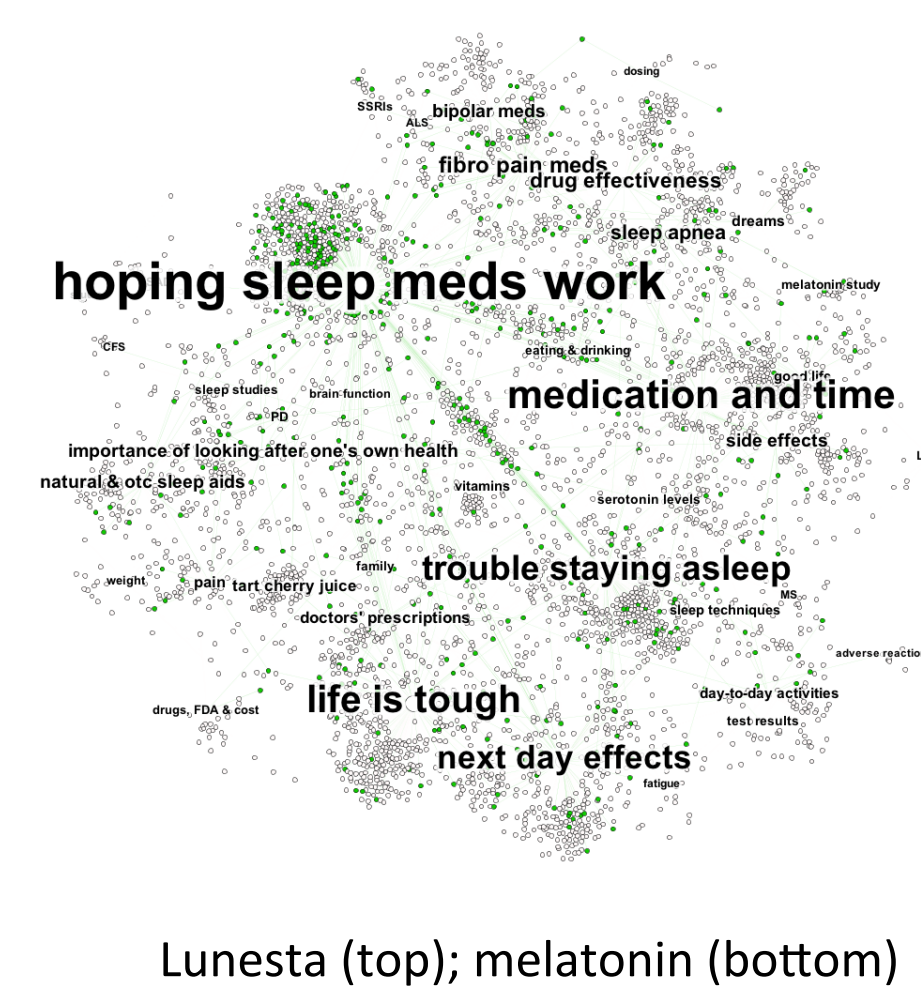 dosing
SSRIs
bipolar meds
ALS
fibro pain meds
drug effectiveness
dreams
sleep apnea
hoping sleep meds work
melatonin study
CFS
eating & drinking
good life
sleep studies
brain function
medication and time
PD
side effects
importance of looking after one's own health
natural & otc sleep aids
vitamins
serotonin levels
family
trouble staying asleep
weight
pain
tart cherry juice
MS
sleep techniques
doctors' prescriptions
adverse reactio
day-to-day activities
life is tough
drugs, FDA & cost
test results
next day effects
fatigue
Lunesta (top); melatonin (bottom)